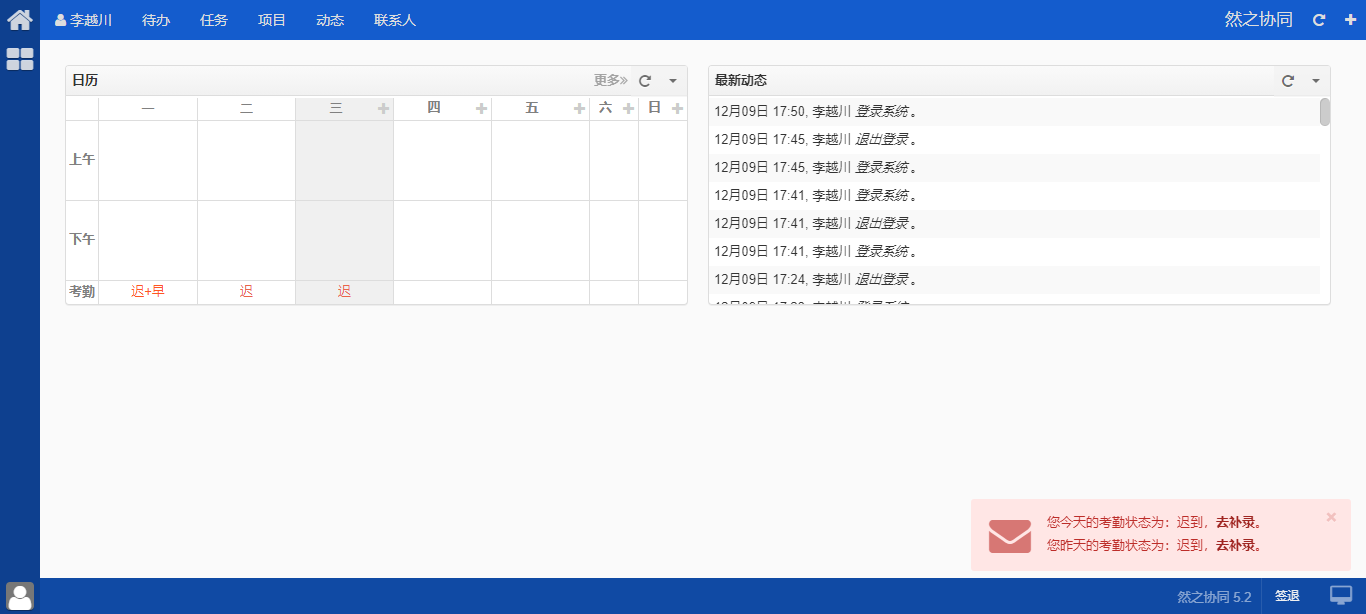 李越川 待办 任务 项目 动态 联系人 然之协同
日历 更多»
一 二 三 四 五 六 日
上午
下午
考勤 迟+早 迟 迟
最新动态
12月09日 17:50, 李越川 登录系统。
12月09日 17:45, 李越川 退出登录。
12月09日 17:45, 李越川 登录系统。
12月09日 17:41, 李越川 登录系统。
12月09日 17:41, 李越川 退出登录。
12月09日 17:41, 李越川 登录系统。
12月09日 17:24, 李越川 退出登录。
您今天的考勤状态为：迟到，去补录。
您昨天的考勤状态为：迟到，去补录。
然之协同 5.2 签退